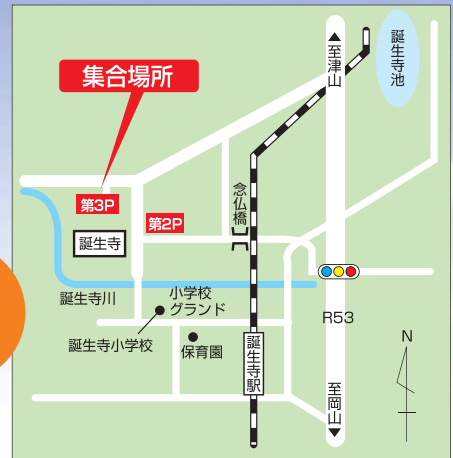 ▲至津山
誕生寺池
集合場所
念仏橋
第3P
第2P
誕生寺
誕生寺川
小学校
グランド
R53
誕生寺小学校
保育園
誕生寺駅
N
至岡山▼